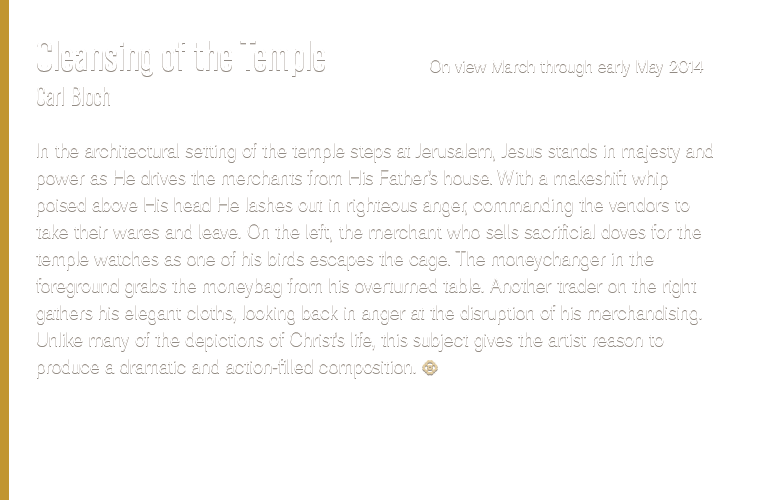 Cleansing of the Temple
On view March through early May 2014
Carl Bloch
In the architectural setting of the temple steps at Jerusalem, Jesus stands in majesty and
power as He drives the merchants from His Father's house. With a makeshift whip
poised above His head He lashes out in righteous anger, commanding the vendors to
take their wares and leave. On the left, the merchant who sells sacrificial doves for the
temple watches as one of his birds escapes the cage. The moneychanger in the
foreground grabs the moneybag from his overturned table. Another trader on the right
gathers his elegant cloths, looking back in anger at the disruption of his merchandising.
Unlike many of the depictions of Christ's life, this subject gives the artist reason to
produce a dramatic and action-filled composition.